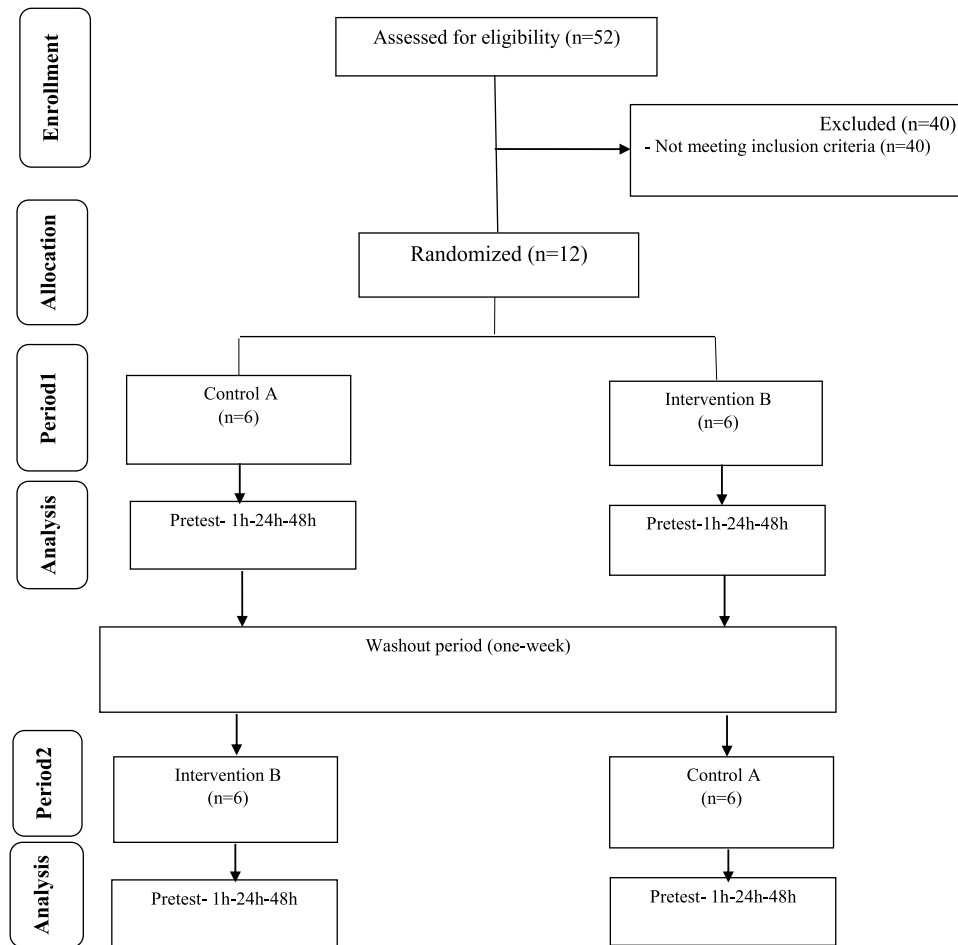 Enrollment
Assessed for eligibility (n=52)
Excluded (n=40)
- Not meeting inclusion criteria (n=40)
Allocation
Randomized (n=12)
Period1
Control A
(n=6)
Intervention B
(n=6)
Analysis
Pretest- 1h-24h-48h
Pretest-1h-24h-48h
Washout period (one-week)
Period2
Intervention B
(n=6)
Control A
(n=6)
Analysis
Pretest- 1h-24h-48h
Pretest- 1h-24h-48h